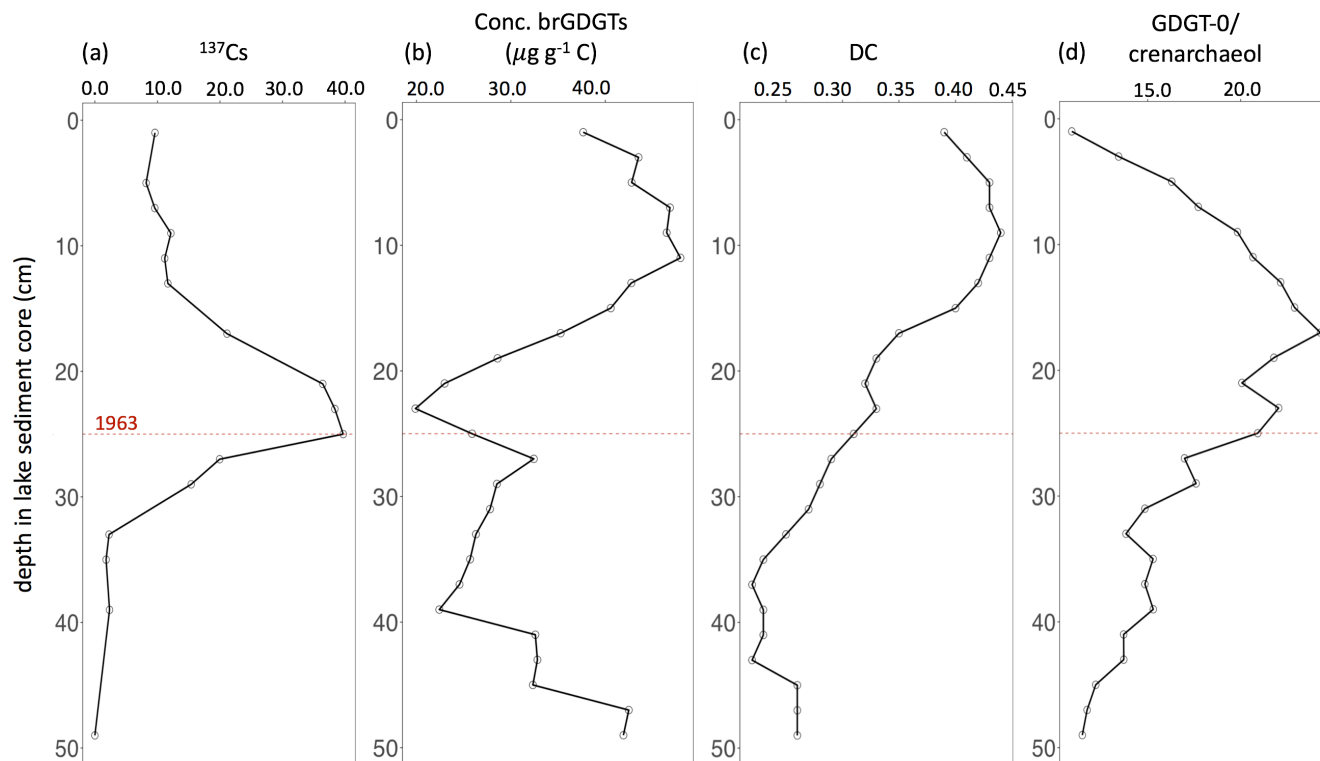 (a) ¹³⁷Cs
0.0 10.0 20.0 30.0 40.0
(b) Conc. brGDGTs
(μg g⁻¹ C)
20.0 30.0 40.0
(c) DC
0.25 0.30 0.35 0.40 0.45
(d) GDGT-0/
crenarchaeol
15.0 20.0
depth in lake sediment core (cm)
0
10
20
30
40
50
1963
0
10
20
30
40
50
0
10
20
30
40
50
0
10
20
30
40
50